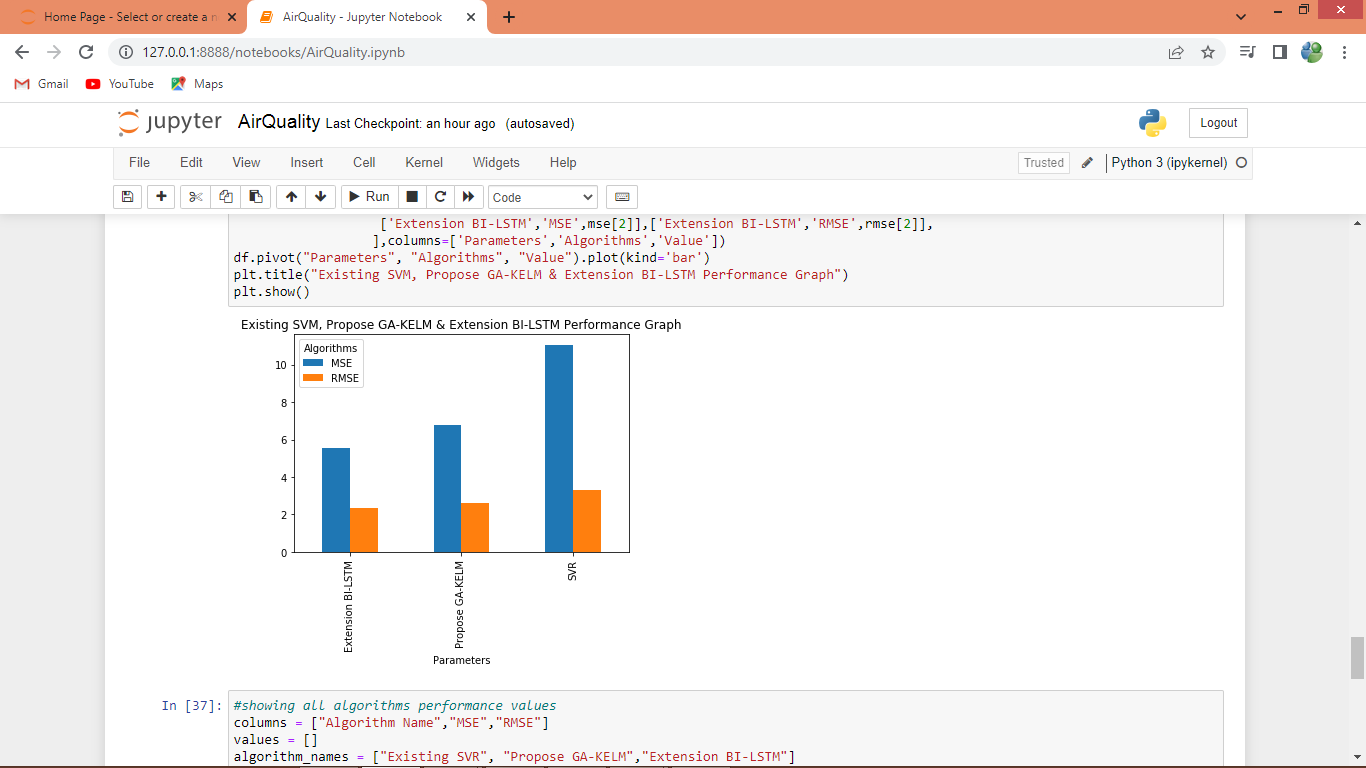 Home Page - Select or create a n
AirQuality - Jupyter Notebook
127.0.0.1:8888/notebooks/AirQuality.ipynb
Gmail
YouTube
Maps
jupyter AirQuality Last Checkpoint: an hour ago (autosaved)
Logout
File Edit View Insert Cell Kernel Widgets Help
Trusted
Python 3 (ipykernel)
Run
Code
['Extension BI-LSTM','MSE',mse[2]],['Extension BI-LSTM','RMSE',rmse[2]],
],columns=['Parameters','Algorithms','Value'])
df.pivot("Parameters", "Algorithms", "Value").plot(kind='bar')
plt.title("Existing SVM, Propose GA-KELM & Extension BI-LSTM Performance Graph")
plt.show()
Existing SVM, Propose GA-KELM & Extension BI-LSTM Performance Graph
Algorithms
MSE
RMSE
10
8
6
4
2
0
Extension BI-LSTM
Propose GA-KELM
SVR
Parameters
In [37]:
#showing all algorithms performance values
columns = ["Algorithm Name","MSE","RMSE"]
values = []
algorithm_names = ["Existing SVR", "Propose GA-KELM","Extension BI-LSTM"]